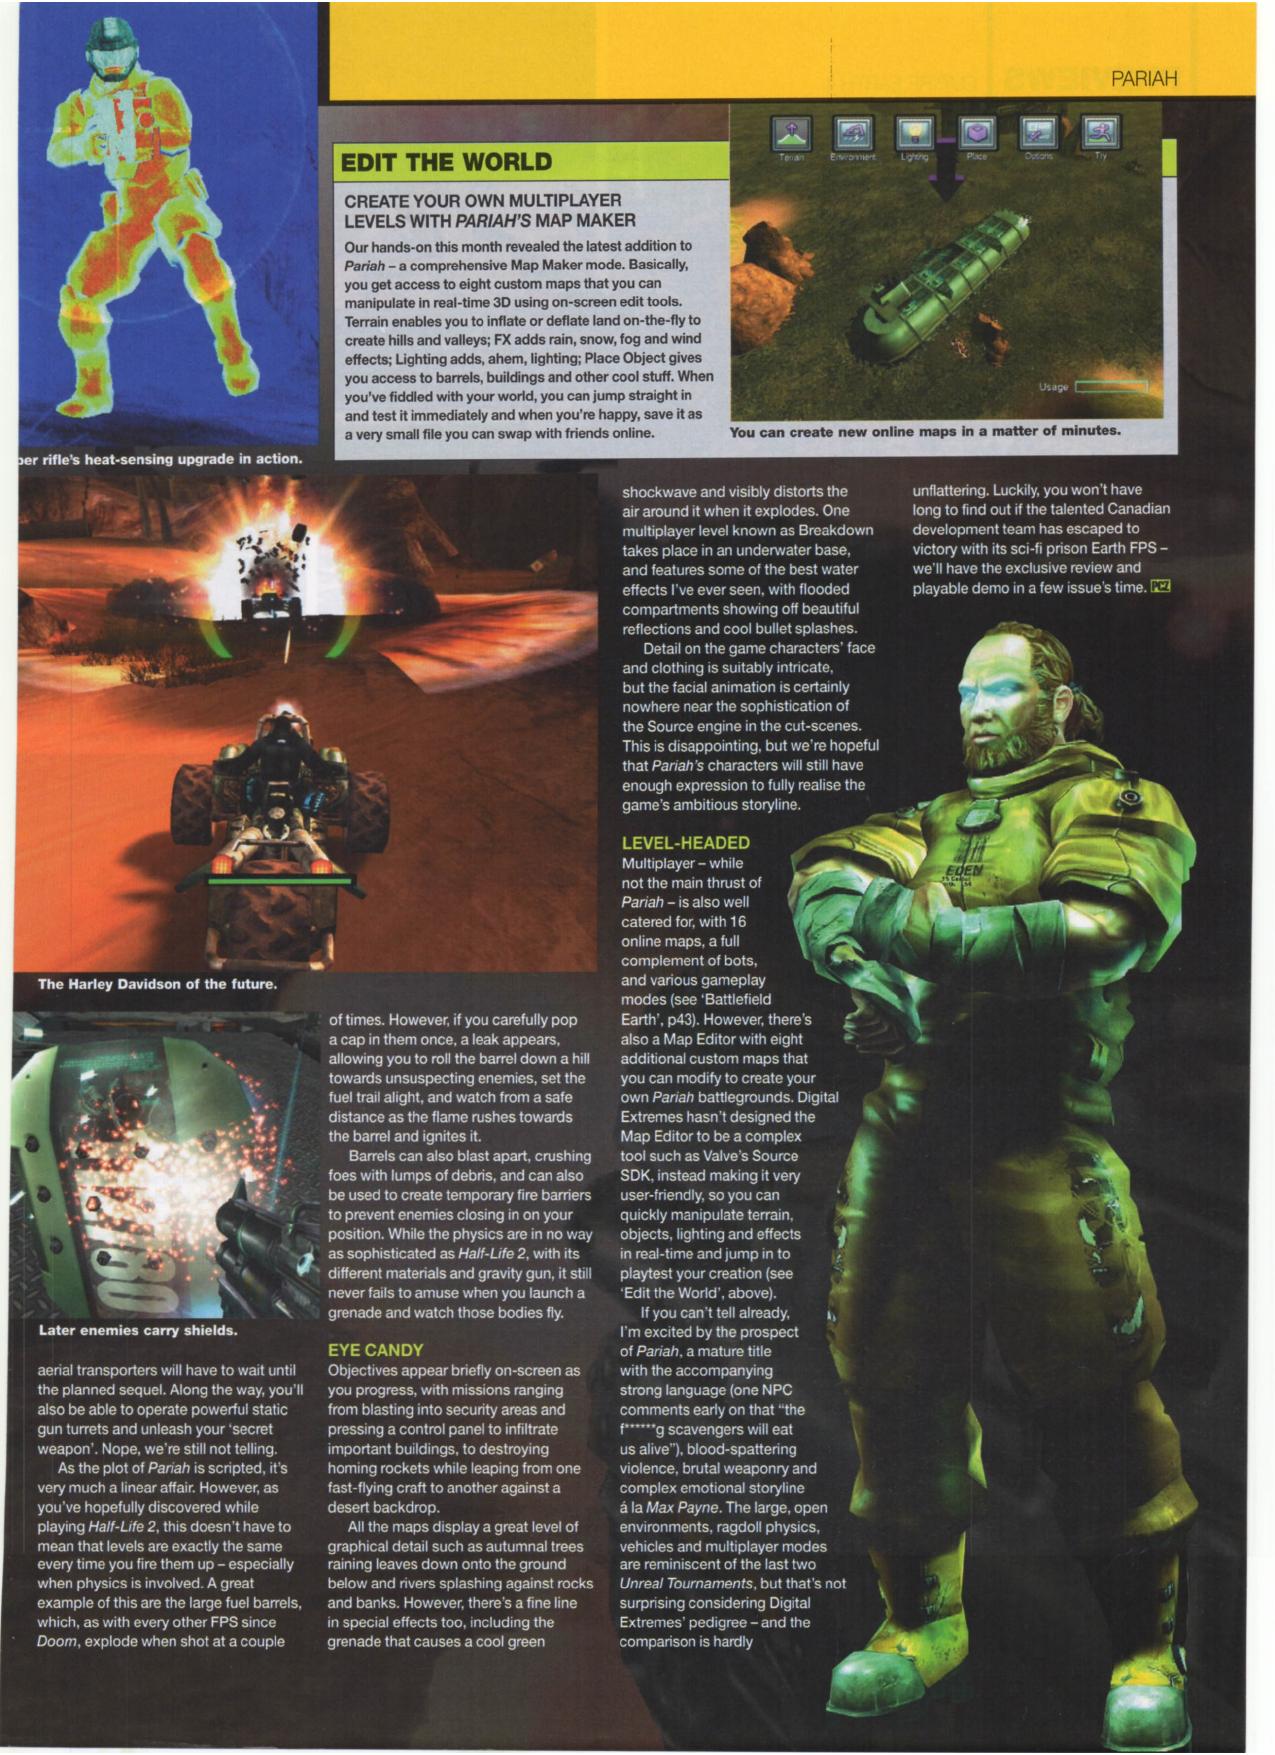 PARIAH
EDIT THE WORLD
CREATE YOUR OWN MULTIPLAYER
LEVELS WITH PARIAH'S MAP MAKER
Our hands-on this month revealed the latest addition to
Pariah – a comprehensive Map Maker mode. Basically,
you get access to eight custom maps that you can
manipulate in real-time 3D using on-screen edit tools.
Terrain enables you to inflate or deflate land on-the-fly to
create hills and valleys; FX adds rain, snow, fog and wind
effects; Lighting adds, ahem, lighting; Place Object gives
you access to barrels, buildings and other cool stuff. When
you've fiddled with your world, you can jump straight in
and test it immediately and when you're happy, save it as
a very small file you can swap with friends online.
Terrain Environment Lighting Place Options Try
Usage
You can create new online maps in a matter of minutes.
per rifle's heat-sensing upgrade in action.
The Harley Davidson of the future.
Later enemies carry shields.
aerial transporters will have to wait until
the planned sequel. Along the way, you'll
also be able to operate powerful static
gun turrets and unleash your 'secret
weapon'. Nope, we're still not telling.
As the plot of Pariah is scripted, it's
very much a linear affair. However, as
you've hopefully discovered while
playing Half-Life 2, this doesn't have to
mean that levels are exactly the same
every time you fire them up – especially
when physics is involved. A great
example of this are the large fuel barrels,
which, as with every other FPS since
Doom, explode when shot at a couple
of times. However, if you carefully pop
a cap in them once, a leak appears,
allowing you to roll the barrel down a hill
towards unsuspecting enemies, set the
fuel trail alight, and watch from a safe
distance as the flame rushes towards
the barrel and ignites it.
Barrels can also blast apart, crushing
foes with lumps of debris, and can also
be used to create temporary fire barriers
to prevent enemies closing in on your
position. While the physics are in no way
as sophisticated as Half-Life 2, with its
different materials and gravity gun, it still
never fails to amuse when you launch a
grenade and watch those bodies fly.
EYE CANDY
Objectives appear briefly on-screen as
you progress, with missions ranging
from blasting into security areas and
pressing a control panel to infiltrate
important buildings, to destroying
homing rockets while leaping from one
fast-flying craft to another against a
desert backdrop.
All the maps display a great level of
graphical detail such as autumnal trees
raining leaves down onto the ground
below and rivers splashing against rocks
and banks. However, there's a fine line
in special effects too, including the
grenade that causes a cool green
shockwave and visibly distorts the
air around it when it explodes. One
multiplayer level known as Breakdown
takes place in an underwater base,
and features some of the best water
effects I've ever seen, with flooded
compartments showing off beautiful
reflections and cool bullet splashes.
Detail on the game characters' face
and clothing is suitably intricate,
but the facial animation is certainly
nowhere near the sophistication of
the Source engine in the cut-scenes.
This is disappointing, but we're hopeful
that Pariah's characters will still have
enough expression to fully realise the
game's ambitious storyline.
LEVEL-HEADED
Multiplayer – while
not the main thrust of
Pariah – is also well
catered for, with 16
online maps, a full
complement of bots,
and various gameplay
modes (see 'Battlefield
Earth', p43). However, there's
also a Map Editor with eight
additional custom maps that
you can modify to create your
own Pariah battlegrounds. Digital
Extremes hasn't designed the
Map Editor to be a complex
tool such as Valve's Source
SDK, instead making it very
user-friendly, so you can
quickly manipulate terrain,
objects, lighting and effects
in real-time and jump in to
playtest your creation (see
'Edit the World', above).
If you can't tell already,
I'm excited by the prospect
of Pariah, a mature title
with the accompanying
strong language (one NPC
comments early on that "the
f******g scavengers will eat
us alive"), blood-spattering
violence, brutal weaponry and
complex emotional storyline
á la Max Payne. The large, open
environments, ragdoll physics,
vehicles and multiplayer modes
are reminiscent of the last two
Unreal Tournaments, but that's not
surprising considering Digital
Extremes' pedigree – and the
comparison is hardly
unflattering. Luckily, you won't have
long to find out if the talented Canadian
development team has escaped to
victory with its sci-fi prison Earth FPS –
we'll have the exclusive review and
playable demo in a few issue's time. PCZ
EDEN